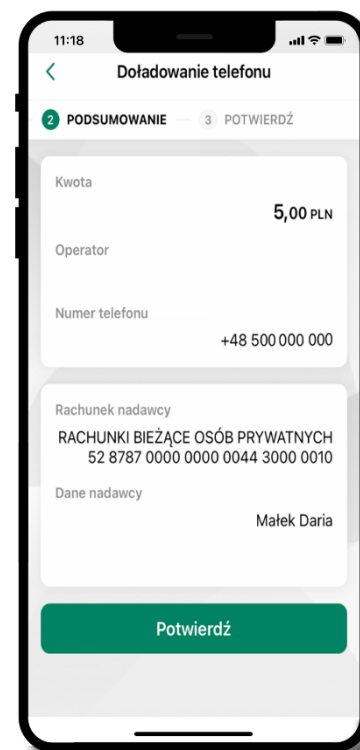 11:18
Doładowanie telefonu
2 PODSUMOWANIE 3 POTWIERDŹ
Kwota
5,00 PLN
Operator
Numer telefonu
+48 500 000 000
Rachunek nadawcy
RACHUNKI BIEŻĄCE OSÓB PRYWATNYCH
52 8787 0000 0000 0044 3000 0010
Dane nadawcy
Małek Daria
Potwierdź